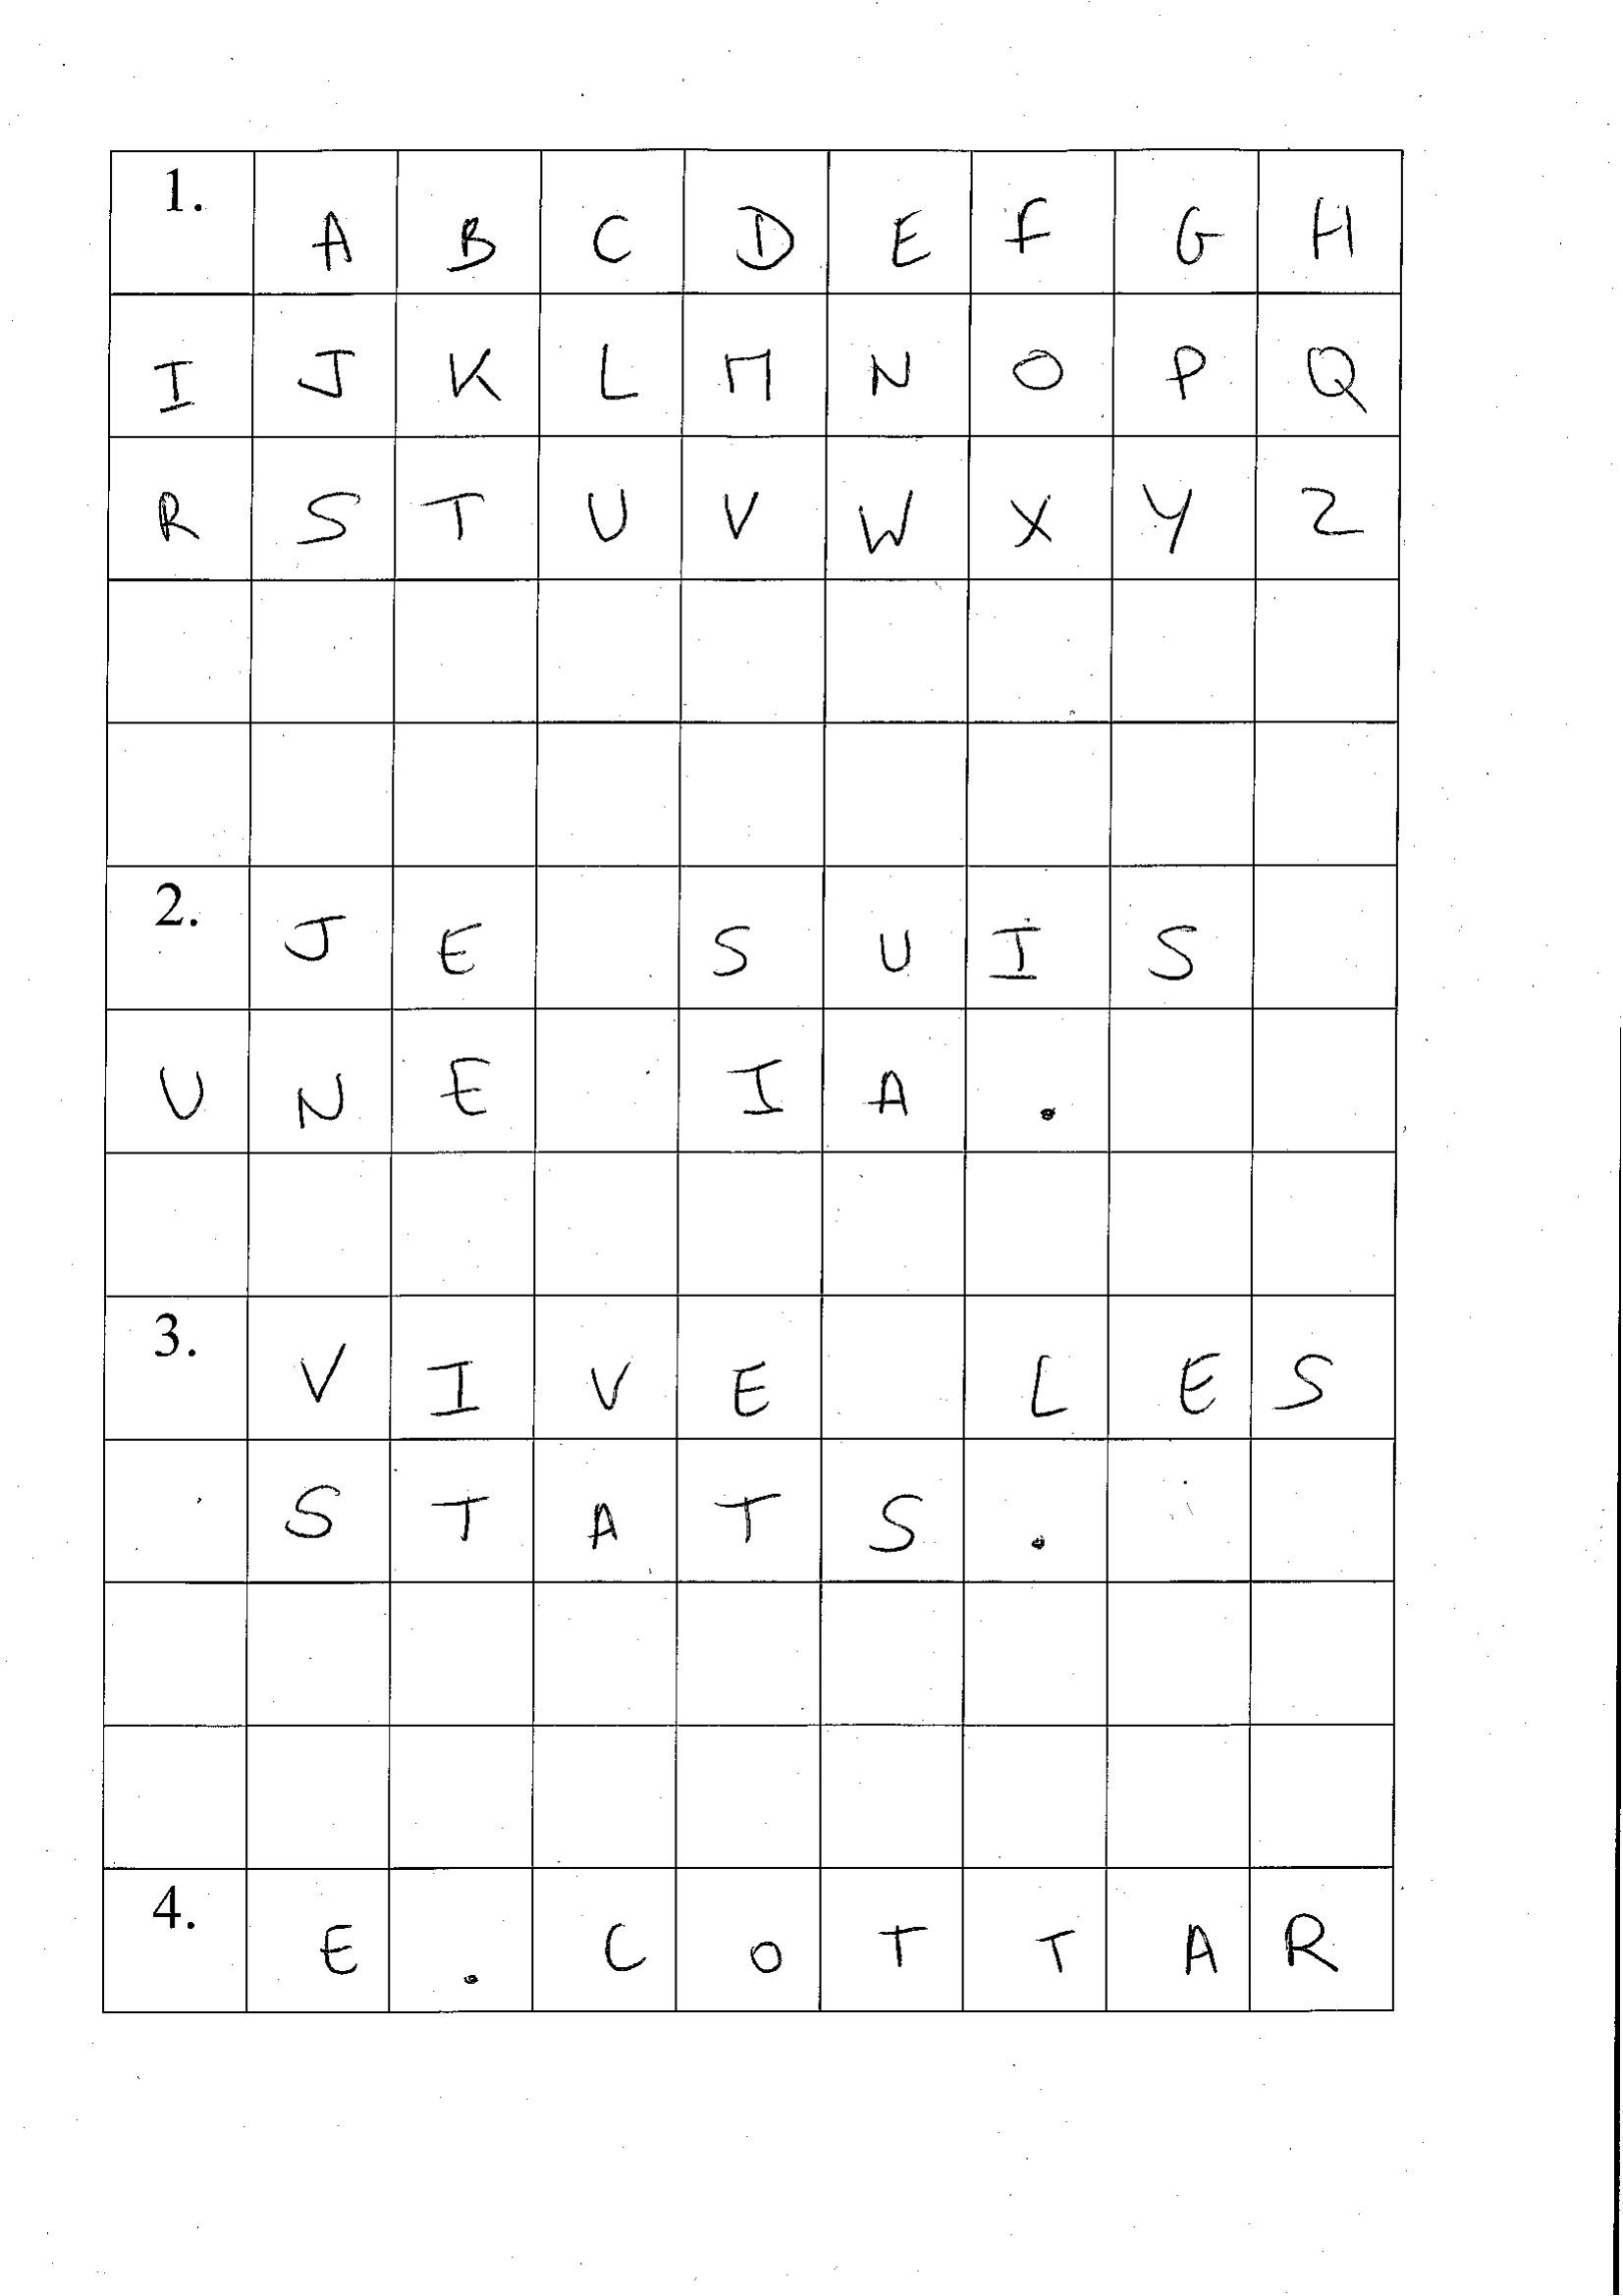 1. A B C D E F G H
I J K L M N O P Q
R S T U V W X Y Z
2. J E S U I S
U N E I A .
3. V I V E L E S
S T A T S .
4. E . C O T T A R